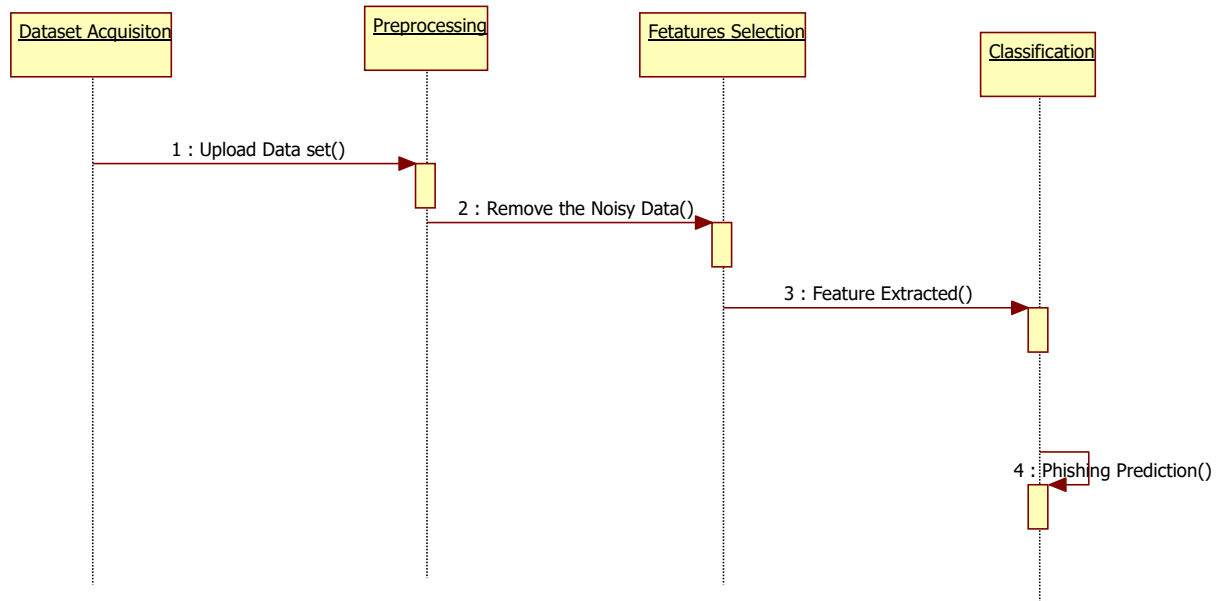 Dataset Acquisiton
Preprocessing
Fetatures Selection
Classification
1 : Upload Data set()
2 : Remove the Noisy Data()
3 : Feature Extracted()
4 : Phishing Prediction()